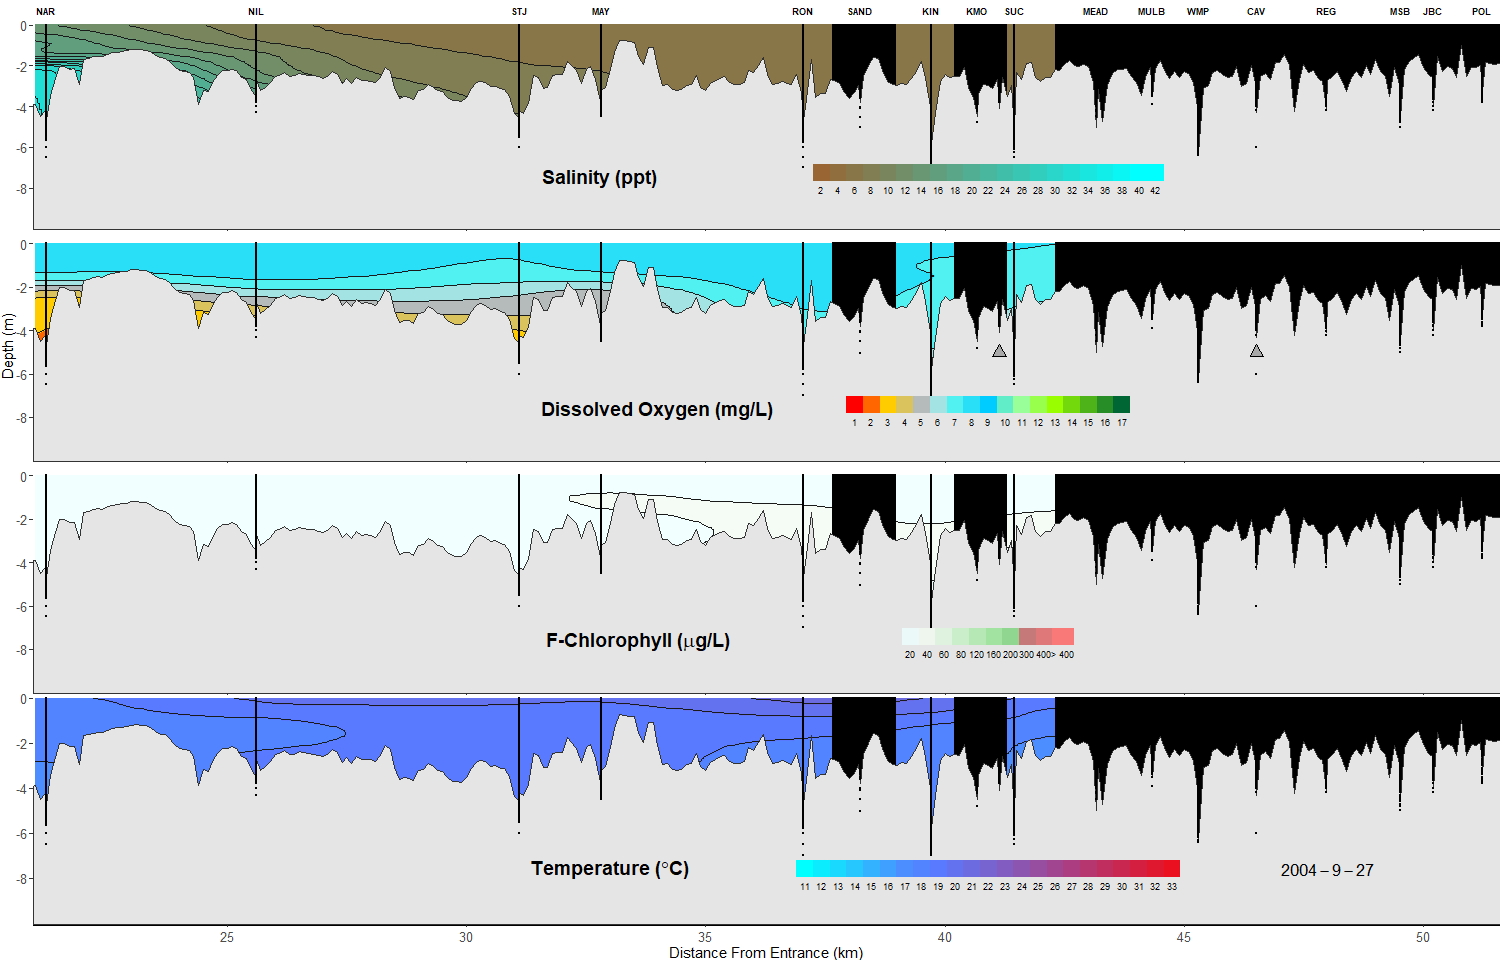 NAR NIL STJ MAY RON SAND KIN KMO SUC MEAD MULB WMP CAV REG MSB JBC POL
0
-2
-4
-6
-8
Salinity (ppt)
2 4 6 8 10 12 14 16 18 20 22 24 26 28 30 32 34 36 38 40 42
0
-2
-4
-6
-8
Depth (m)
Dissolved Oxygen (mg/L)
1 2 3 4 5 6 7 8 9 10 11 12 13 14 15 16 17
0
-2
-4
-6
-8
F-Chlorophyll (μg/L)
20 40 60 80 120 160 200 300 400> 400
0
-2
-4
-6
-8
Temperature (°C)
11 12 13 14 15 16 17 18 19 20 21 22 23 24 25 26 27 28 29 30 31 32 33
2004 – 9 – 27
25 30 35 40 45 50
Distance From Entrance (km)